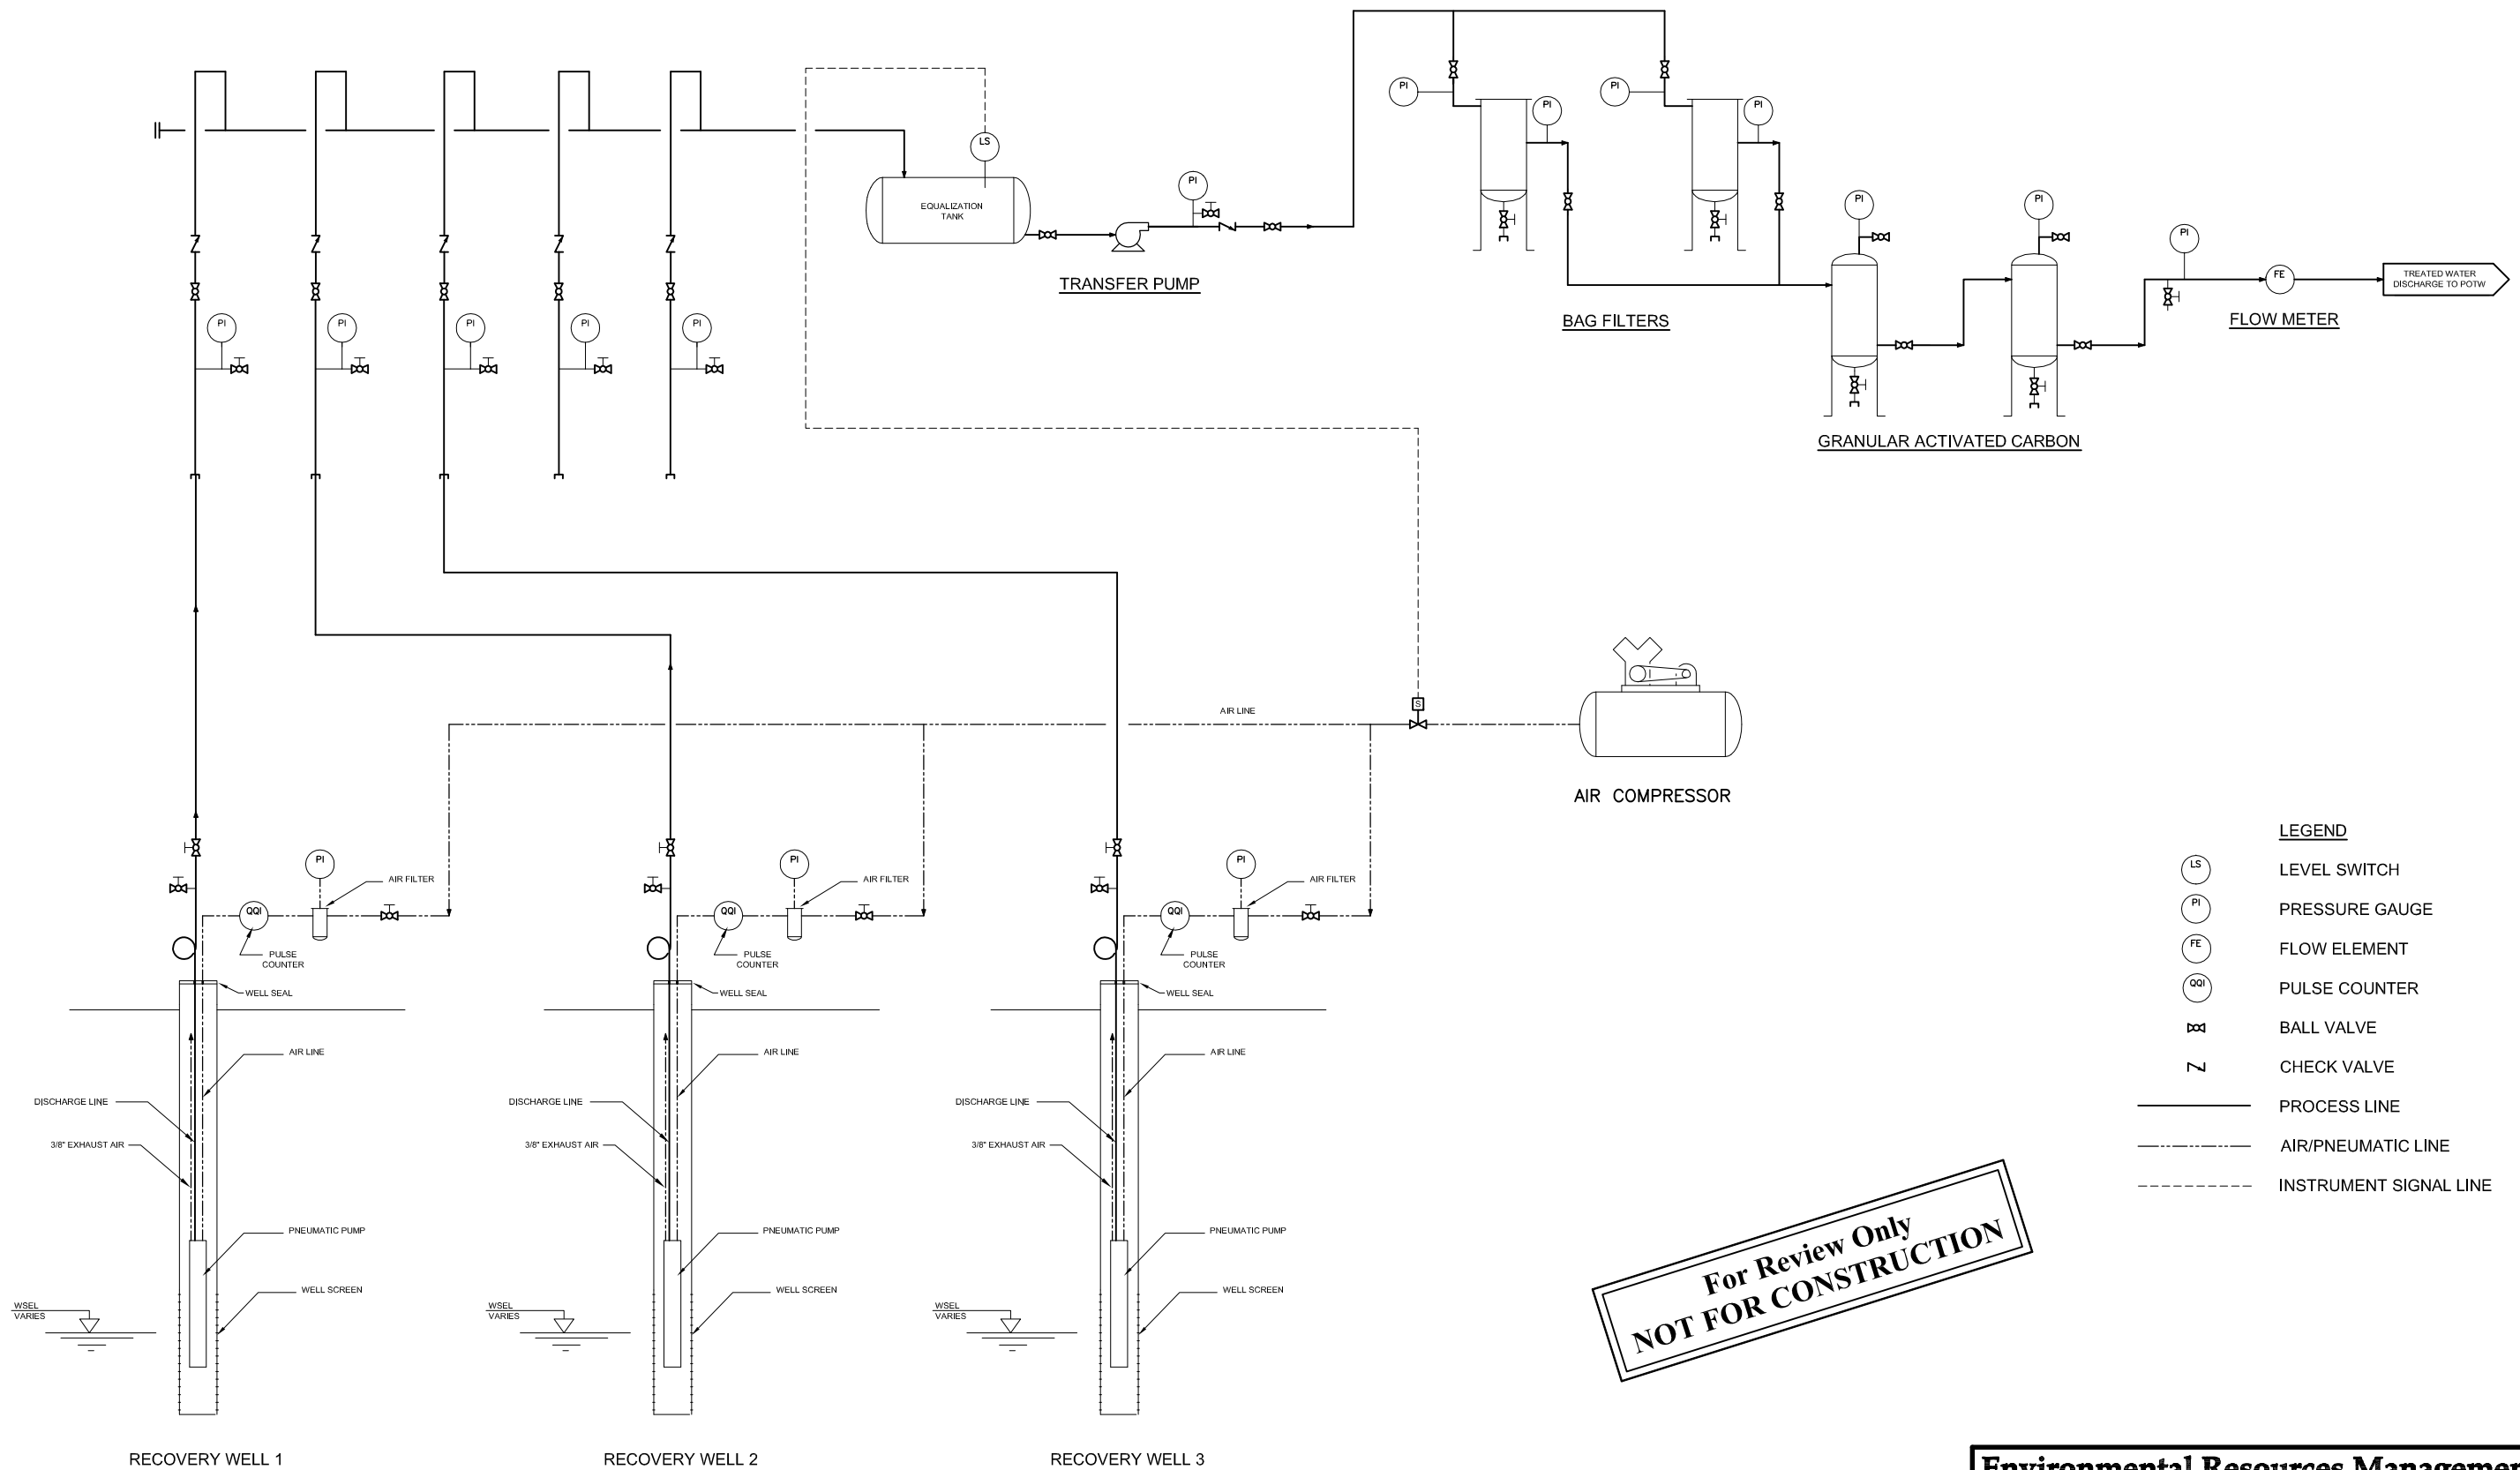 LS
PI
PI
PI
PI
EQUALIZATION
TANK
PI
TRANSFER PUMP
PI
PI
PI
TREATED WATER
DISCHARGE TO POTW
FE
FLOW METER
BAG FILTERS
PI
PI
PI
PI
PI
GRANULAR ACTIVATED CARBON
AIR LINE
S
AIR COMPRESSOR
PI
AIR FILTER
QQI
PULSE
COUNTER
WELL SEAL
AIR LINE
DISCHARGE LINE
3/8" EXHAUST AIR
PNEUMATIC PUMP
WELL SCREEN
WSEL
VARIES
RECOVERY WELL 1
PI
AIR FILTER
QQI
PULSE
COUNTER
WELL SEAL
AIR LINE
DISCHARGE LINE
3/8" EXHAUST AIR
PNEUMATIC PUMP
WELL SCREEN
WSEL
VARIES
RECOVERY WELL 2
PI
AIR FILTER
QQI
PULSE
COUNTER
WELL SEAL
AIR LINE
DISCHARGE LINE
3/8" EXHAUST AIR
PNEUMATIC PUMP
WELL SCREEN
WSEL
VARIES
RECOVERY WELL 3
LEGEND
LS LEVEL SWITCH
PI PRESSURE GAUGE
FE FLOW ELEMENT
QQI PULSE COUNTER
BALL VALVE
CHECK VALVE
PROCESS LINE
AIR/PNEUMATIC LINE
INSTRUMENT SIGNAL LINE
For Review Only
NOT FOR CONSTRUCTION
Environmental Resources Managemen